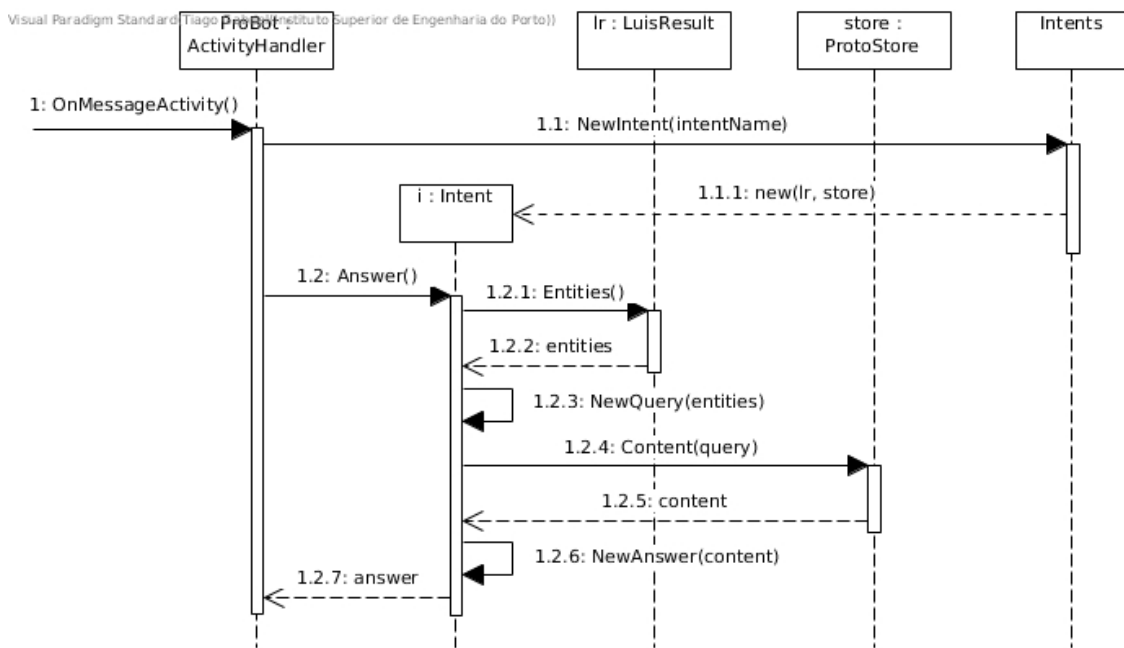 Visual Paradigm Standard(Tiago (Instituto Superior de Engenharia do Porto))
ProBot :
ActivityHandler
lr : LuisResult
store :
ProtoStore
Intents
1: OnMessageActivity()
1.1: NewIntent(intentName)
1.1.1: new(lr, store)
i : Intent
1.2: Answer()
1.2.1: Entities()
1.2.2: entities
1.2.3: NewQuery(entities)
1.2.4: Content(query)
1.2.5: content
1.2.6: NewAnswer(content)
1.2.7: answer